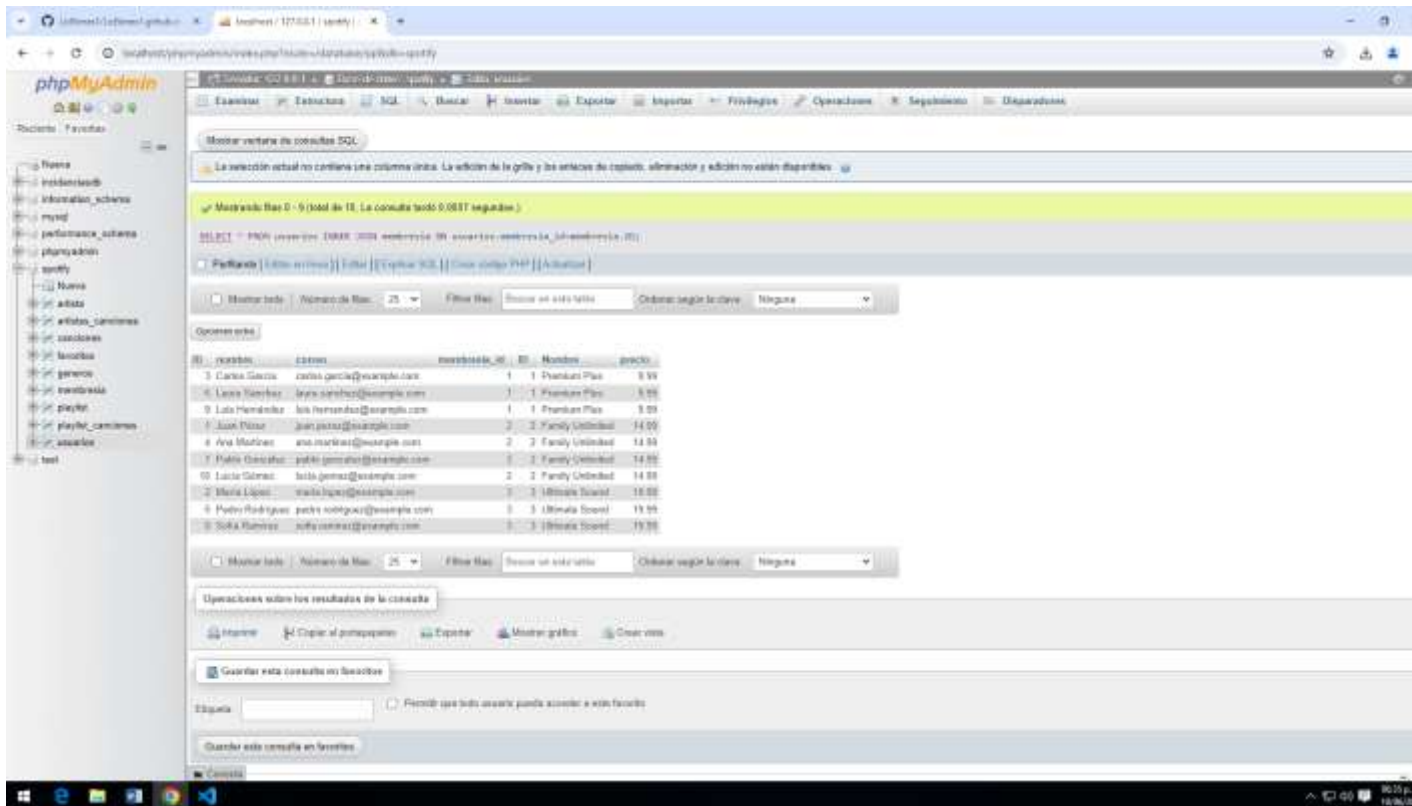 localhost / 127.0.0.1 / spotify |
localhost/phpmyadmin/index.php?route=/database/sql&db=spotify
phpMyAdmin
Reciente Favoritas
Nueva
incidenciasdb
information_schema
mysql
performance_schema
phpmyadmin
spotify
Nueva
artista
artistas_canciones
canciones
favoritos
generos
membresia
playlist
playlist_canciones
usuarios
test
Examinar Estructura SQL Buscar Insertar Exportar Importar Privilegios Operaciones Seguimiento Disparadores
Mostrar ventana de consultas SQL
La selección actual no contiene una columna única. La edición de la grilla y los enlaces de copiado, eliminación y edición no están disponibles.
Mostrando filas 0 - 9 (total de 10, La consulta tardó segundos.)
SELECT * FROM usuarios INNER JOIN membresia ON usuarios.membresia_id=membresia.ID;
Perfilando [ Editar en línea ] [ Editar ] [ Explicar SQL ] [ Crear código PHP ] [ Actualizar ]
Mostrar todo Número de filas: 25 Filtrar filas: Buscar en esta tabla Ordenar según la clave: Ninguna
Opciones extra
ID nombre correo membresia_id ID Nombre precio
3 Carlos García carlos.garcia@example.com 1 1 Premium Plus 9.99
6 Laura Sánchez laura.sanchez@example.com 1 1 Premium Plus 9.99
9 Luis Hernández luis.hernandez@example.com 1 1 Premium Plus 9.99
1 Juan Pérez juan.perez@example.com 2 2 Family Unlimited 14.99
4 Ana Martínez ana.martinez@example.com 2 2 Family Unlimited 14.99
7 Pablo González pablo.gonzalez@example.com 2 2 Family Unlimited 14.99
10 Lucía Gómez lucia.gomez@example.com 2 2 Family Unlimited 14.99
2 María López maria.lopez@example.com 3 3 Ultimate Sound 19.99
5 Pedro Rodríguez pedro.rodriguez@example.com 3 3 Ultimate Sound 19.99
8 Sofía Ramírez sofia.ramirez@example.com 3 3 Ultimate Sound 19.99
Mostrar todo Número de filas: 25 Filtrar filas: Buscar en esta tabla Ordenar según la clave: Ninguna
Operaciones sobre los resultados de la consulta
Imprimir Copiar al portapapeles Exportar Mostrar gráfico Crear vista
Guardar esta consulta en favoritos
Etiqueta: Permitir que todo usuario pueda acceder a este favorito
Guardar esta consulta en favoritos
Consola